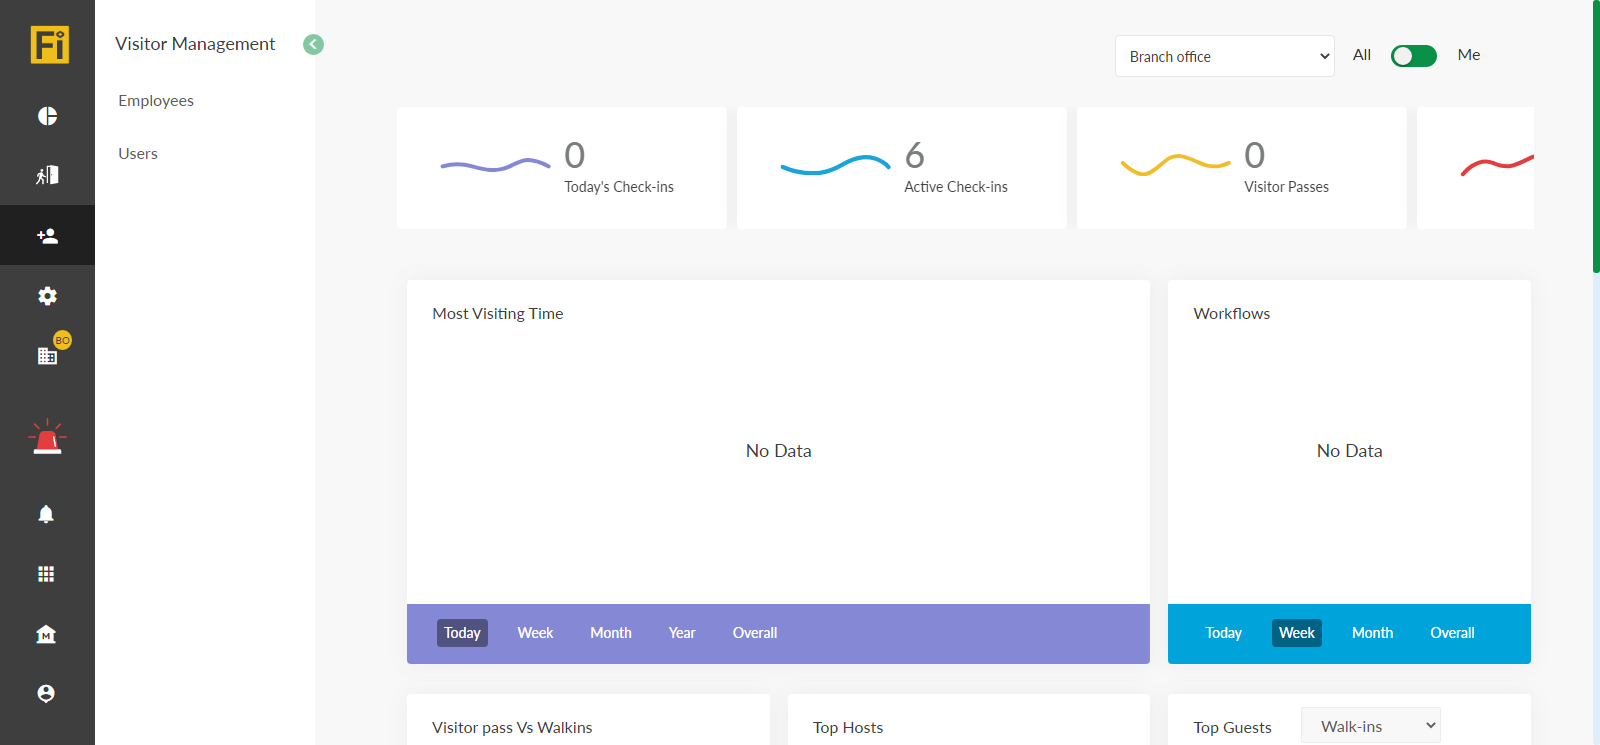 Fi
Visitor Management
Employees
Users
BO
M
Branch office
All
Me
0
Today's Check-ins
6
Active Check-ins
0
Visitor Passes
Most Visiting Time
No Data
Today Week Month Year Overall
Workflows
No Data
Today Week Month Overall
Visitor pass Vs Walkins
Top Hosts
Top Guests
Walk-ins